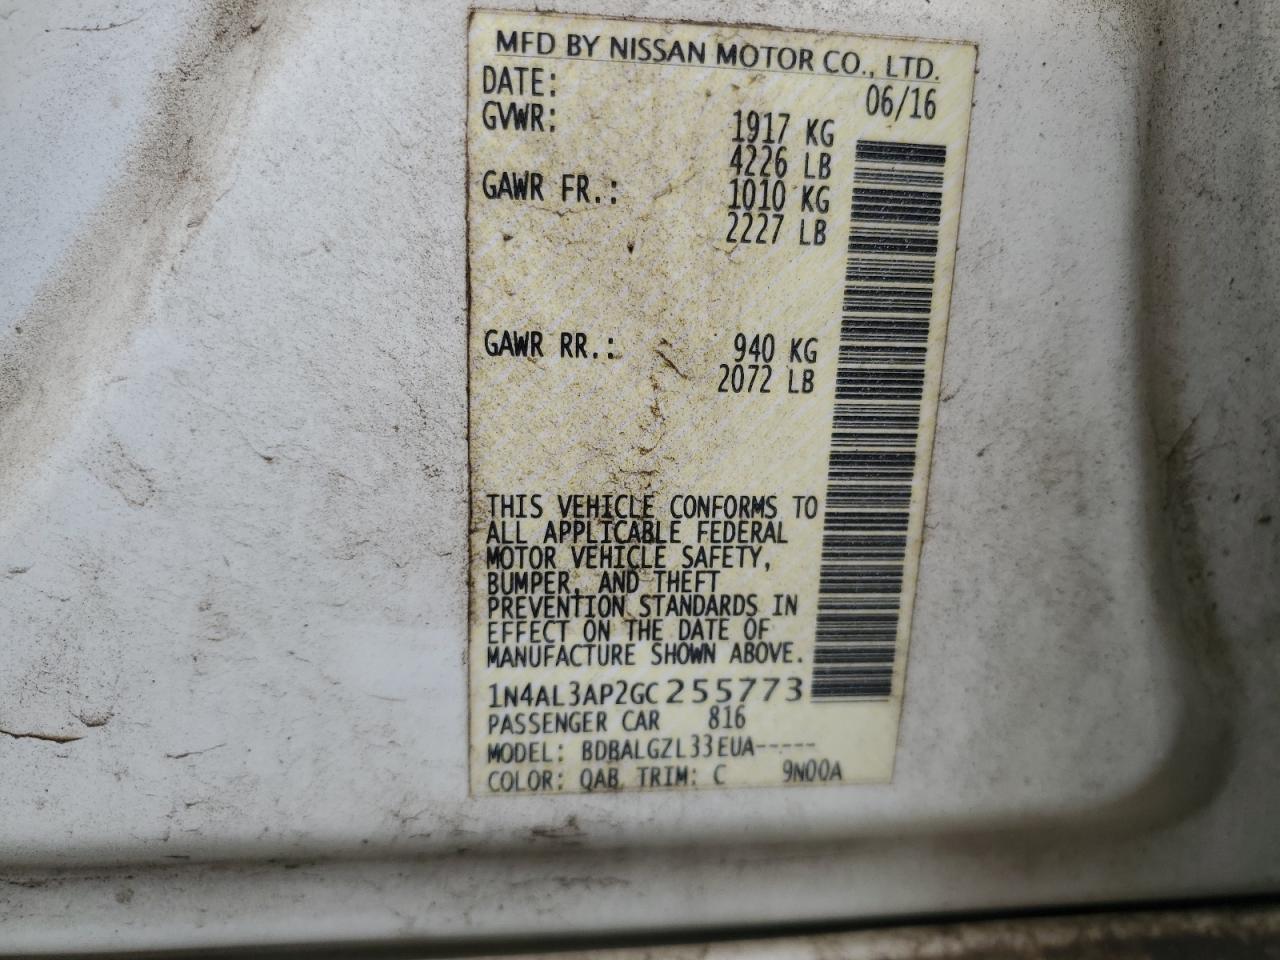 MFD BY NISSAN MOTOR CO., LTD.
DATE: 06/16
GVWR: 1917 KG
4226 LB
GAWR FR.: 1010 KG
2227 LB
GAWR RR.: 940 KG
2072 LB
THIS VEHICLE CONFORMS TO
ALL APPLICABLE FEDERAL
MOTOR VEHICLE SAFETY,
BUMPER, AND THEFT
PREVENTION STANDARDS IN
EFFECT ON THE DATE OF
MANUFACTURE SHOWN ABOVE.
1N4AL3AP2GC255773
PASSENGER CAR 816
MODEL: BDBALGZL33EUA-----
COLOR: QAB TRIM: C 9N00A